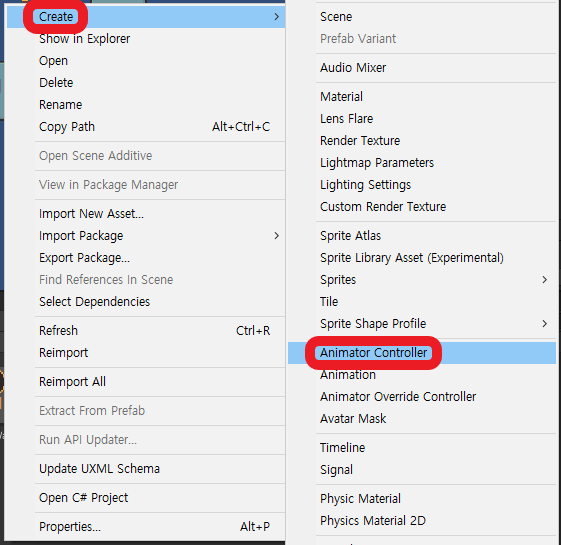 Create
Show in Explorer
Open
Delete
Rename
Copy Path Alt+Ctrl+C
Open Scene Additive
View in Package Manager
Import New Asset...
Import Package
Export Package...
Find References In Scene
Select Dependencies
Refresh Ctrl+R
Reimport
Reimport All
Extract From Prefab
Run API Updater...
Update UXML Schema
Open C# Project
Properties... Alt+P
Scene
Prefab Variant
Audio Mixer
Material
Lens Flare
Render Texture
Lightmap Parameters
Lighting Settings
Custom Render Texture
Sprite Atlas
Sprite Library Asset (Experimental)
Sprites
Tile
Sprite Shape Profile
Animator Controller
Animation
Animator Override Controller
Avatar Mask
Timeline
Signal
Physic Material
Physics Material 2D